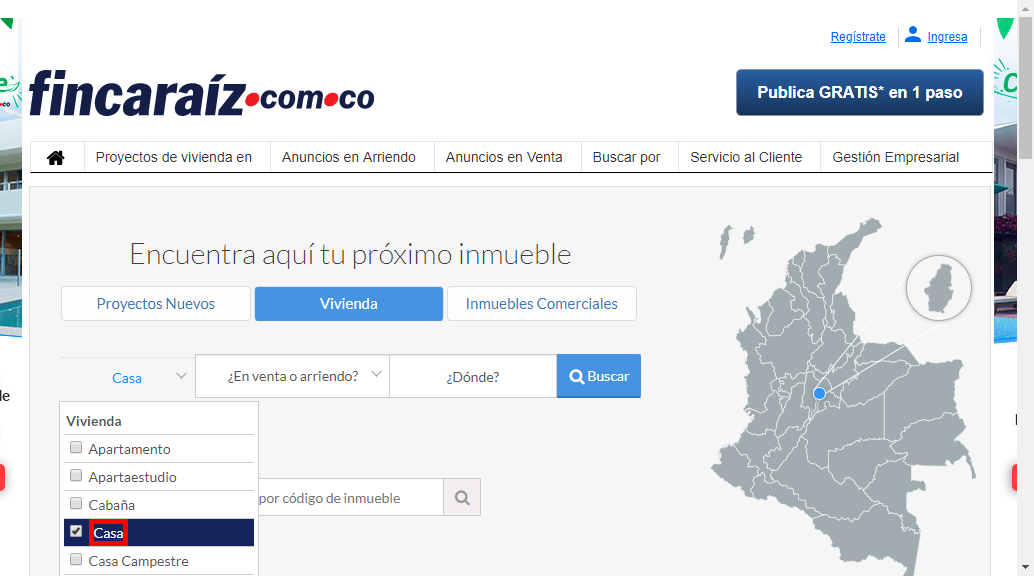 Regístrate Ingresa
fincaraíz.com.co
Publica GRATIS* en 1 paso
Proyectos de vivienda en Anuncios en Arriendo Anuncios en Venta Buscar por Servicio al Cliente Gestión Empresarial
Encuentra aquí tu próximo inmueble
Proyectos Nuevos Vivienda Inmuebles Comerciales
Casa ¿En venta o arriendo? ¿Dónde? Buscar
Vivienda
Apartamento
Apartaestudio
Cabaña
por código de inmueble
Casa
Casa Campestre